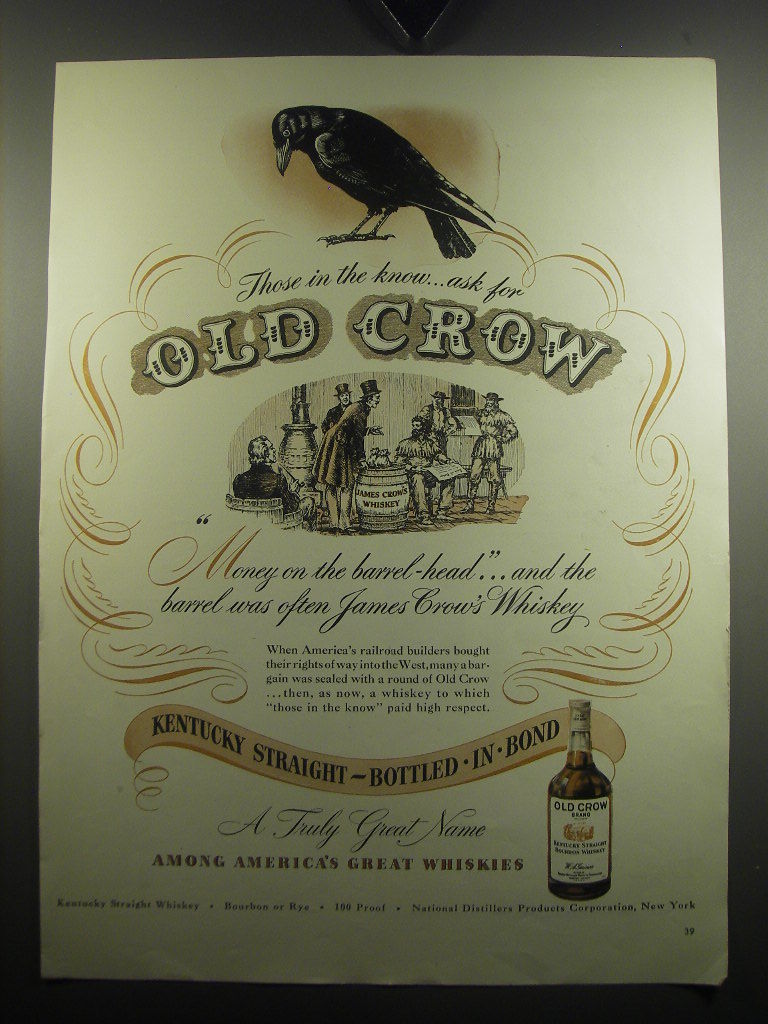 Those in the know...ask for
OLD CROW
JAMES CROW'S
WHISKEY
"Money on the barrel-head"...and the
barrel was often James Crow's Whiskey
When America's railroad builders bought
their rights of way into the West, many a bar-
gain was sealed with a round of Old Crow
...then, as now, a whiskey to which
"those in the know" paid high respect.
KENTUCKY STRAIGHT—BOTTLED·IN·BOND
OLD CROW
BRAND
KENTUCKY STRAIGHT
BOURBON WHISKEY
A Truly Great Name
AMONG AMERICA'S GREAT WHISKIES
Kentucky Straight Whiskey • Bourbon or Rye • 100 Proof • National Distillers Products Corporation, New York
39